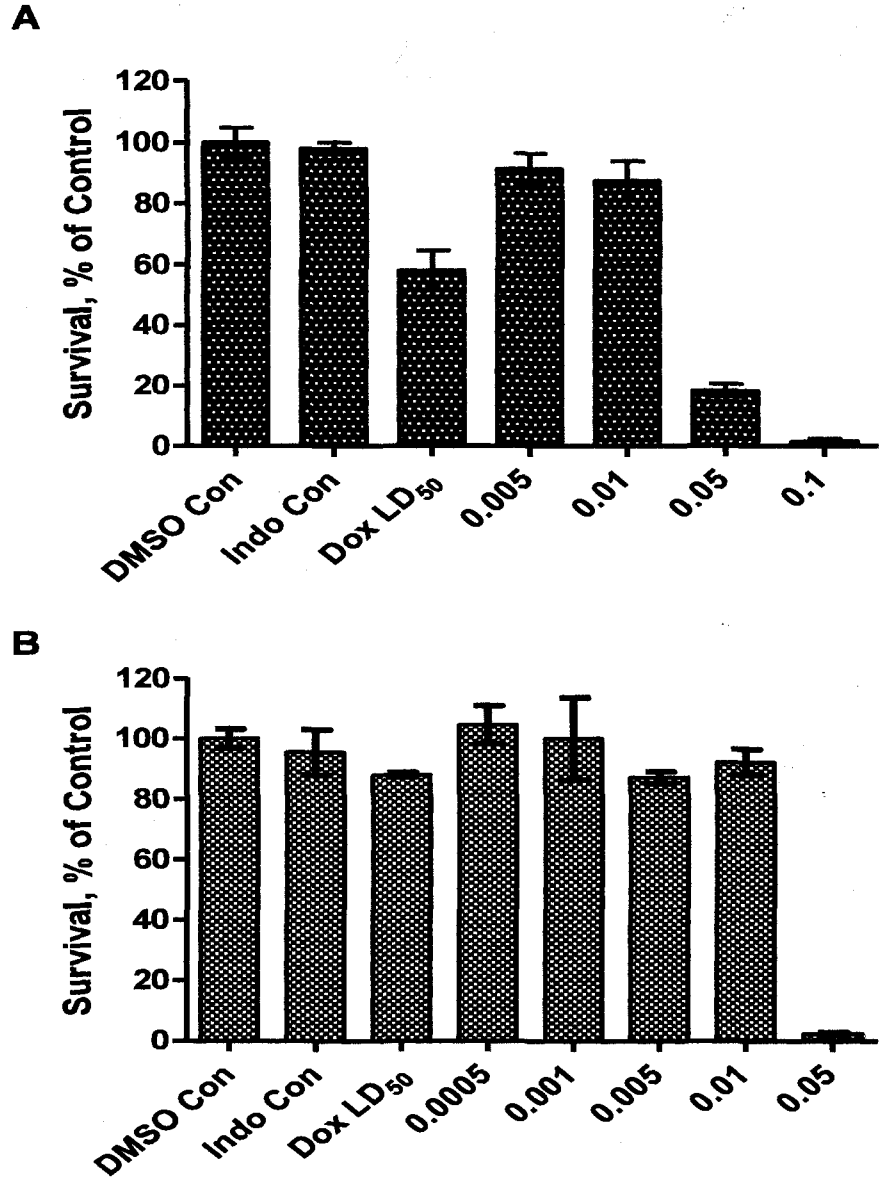 A
120
100
80
60
40
20
0
Survival, % of Control
DMSO Con
Indo Con
Dox LD50
0.005
0.01
0.05
0.1
B
120
100
80
60
40
20
0
Survival, % of Control
DMSO Con
Indo Con
Dox LD50
0.0005
0.001
0.005
0.01
0.05